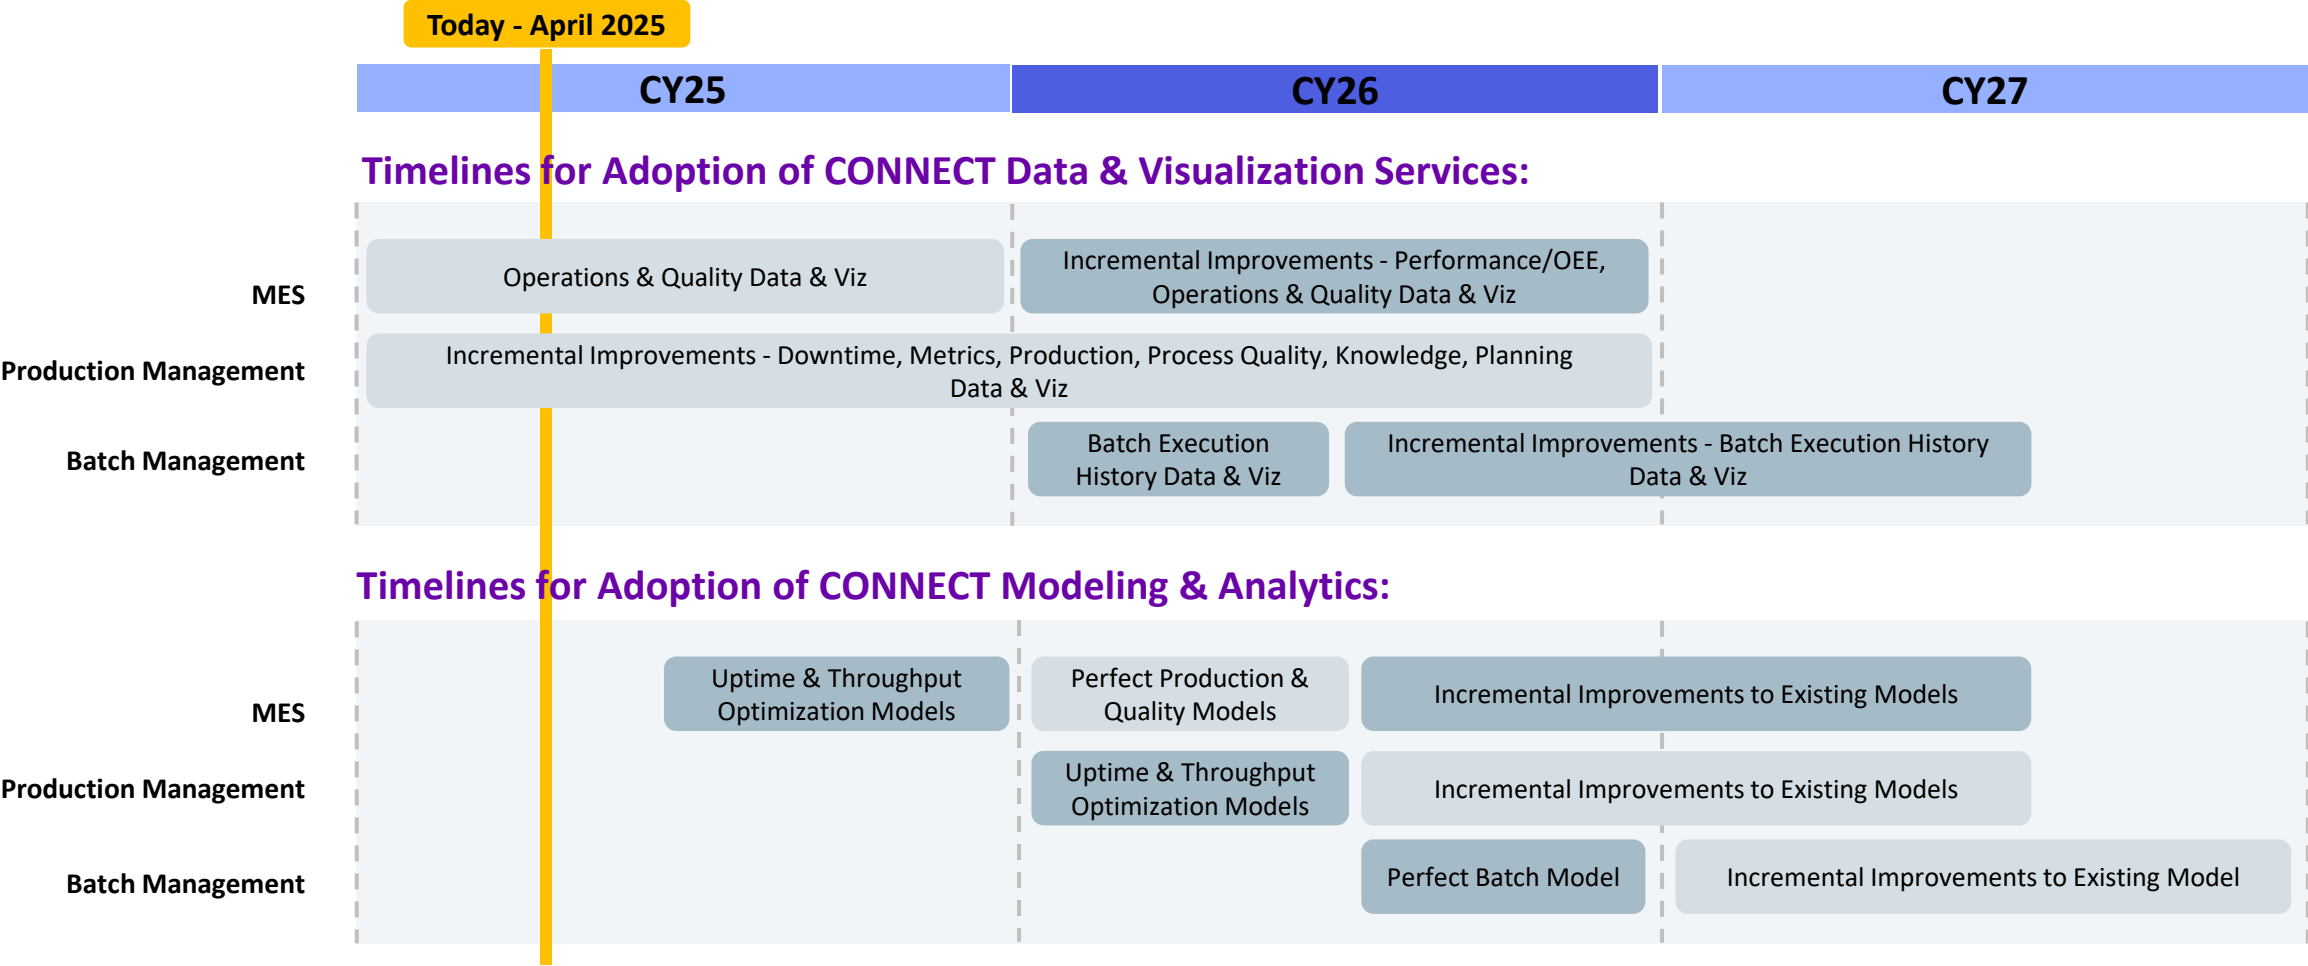 Today - April 2025
CY25
CY26
CY27
Timelines for Adoption of CONNECT Data & Visualization Services:
MES
Operations & Quality Data & Viz
Incremental Improvements - Performance/OEE,
Operations & Quality Data & Viz
Production Management
Incremental Improvements - Downtime, Metrics, Production, Process Quality, Knowledge, Planning
Data & Viz
Batch Management
Batch Execution
History Data & Viz
Incremental Improvements - Batch Execution History
Data & Viz
Timelines for Adoption of CONNECT Modeling & Analytics:
MES
Uptime & Throughput
Optimization Models
Perfect Production &
Quality Models
Incremental Improvements to Existing Models
Production Management
Uptime & Throughput
Optimization Models
Incremental Improvements to Existing Models
Batch Management
Perfect Batch Model
Incremental Improvements to Existing Model